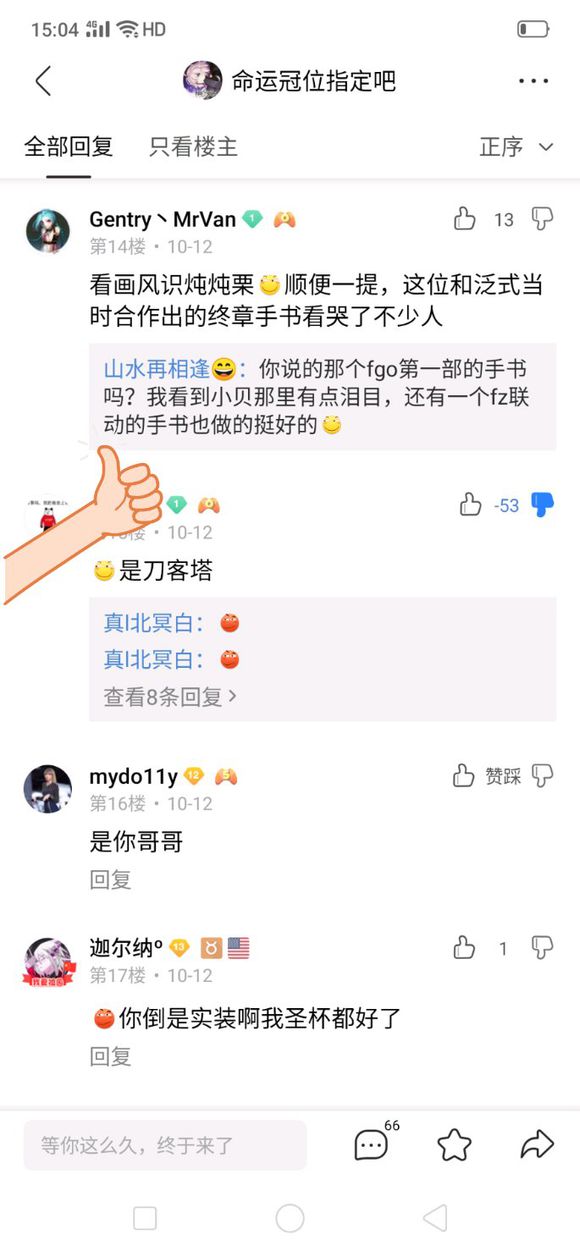 15:04 4G HD
命运冠位指定吧
全部回复 只看楼主 正序
Gentry丶MrVan 1 6 13
第14楼 · 10-12
看画风识炖炖栗顺便一提，这位和泛式当
时合作出的终章手书看哭了不少人
山水再相逢😄：你说的那个fgo第一部的手书
吗？我看到小贝那里有点泪目，还有一个fz联
动的手书也做的挺好的
1 6 -53
楼 · 10-12
是刀客塔
真l北冥白：
真l北冥白：
查看8条回复
mydo11y 12 5 赞踩
第16楼 · 10-12
是你哥哥
回复
迦尔纳º 13 1
第17楼 · 10-12
你倒是实装啊我圣杯都好了
回复
等你这么久，终于来了 66